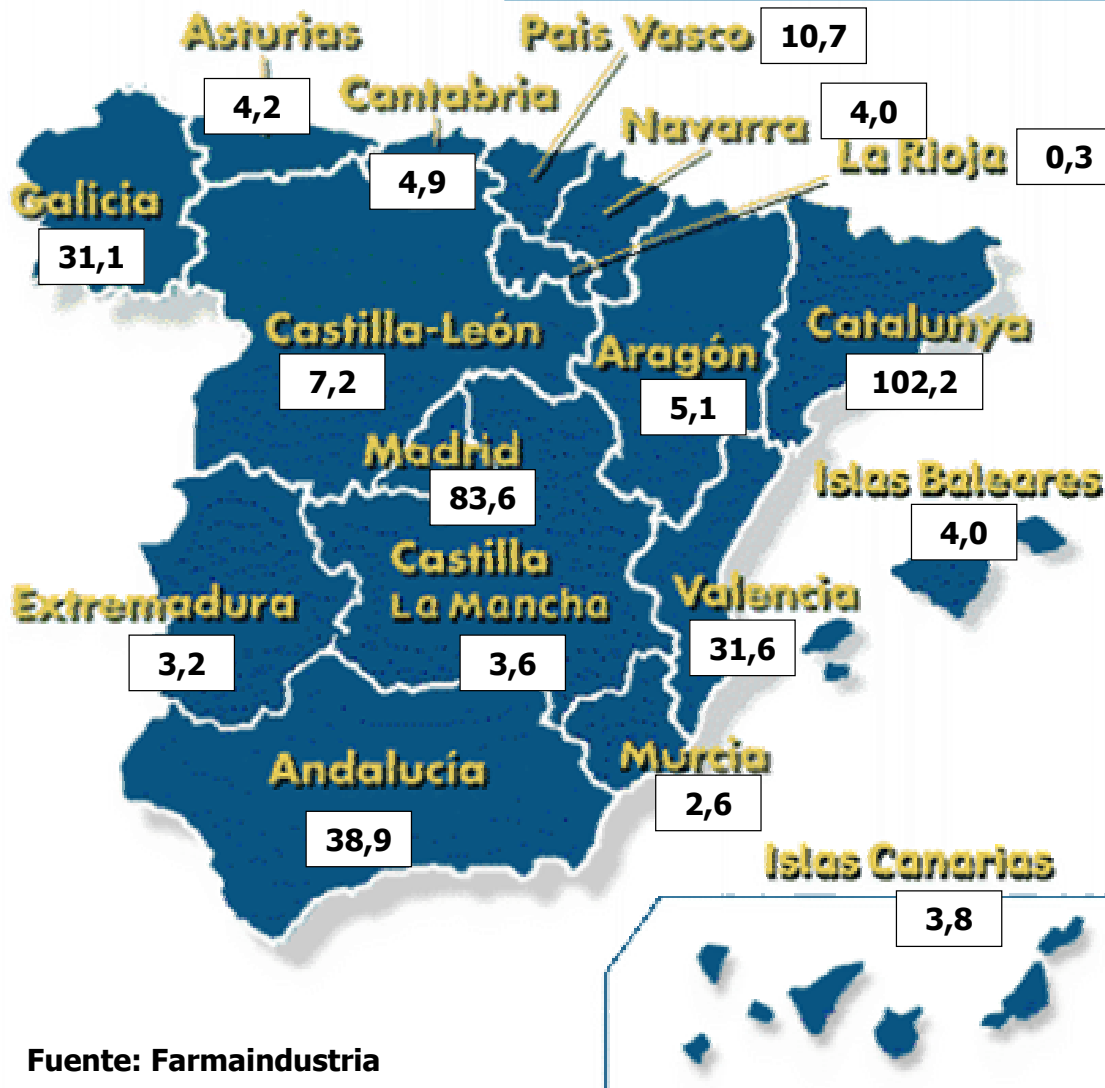 Asturias
4,2
Pais Vasco
10,7
Cantabria
4,9
Navarra
4,0
La Rioja
0,3
Galicia
31,1
Castilla-León
7,2
Aragón
5,1
Catalunya
102,2
Madrid
83,6
Islas Baleares
4,0
Castilla
La Mancha
3,6
Extremadura
3,2
Valencia
31,6
Andalucía
38,9
Murcia
2,6
Islas Canarias
3,8
Fuente: Farmaindustria